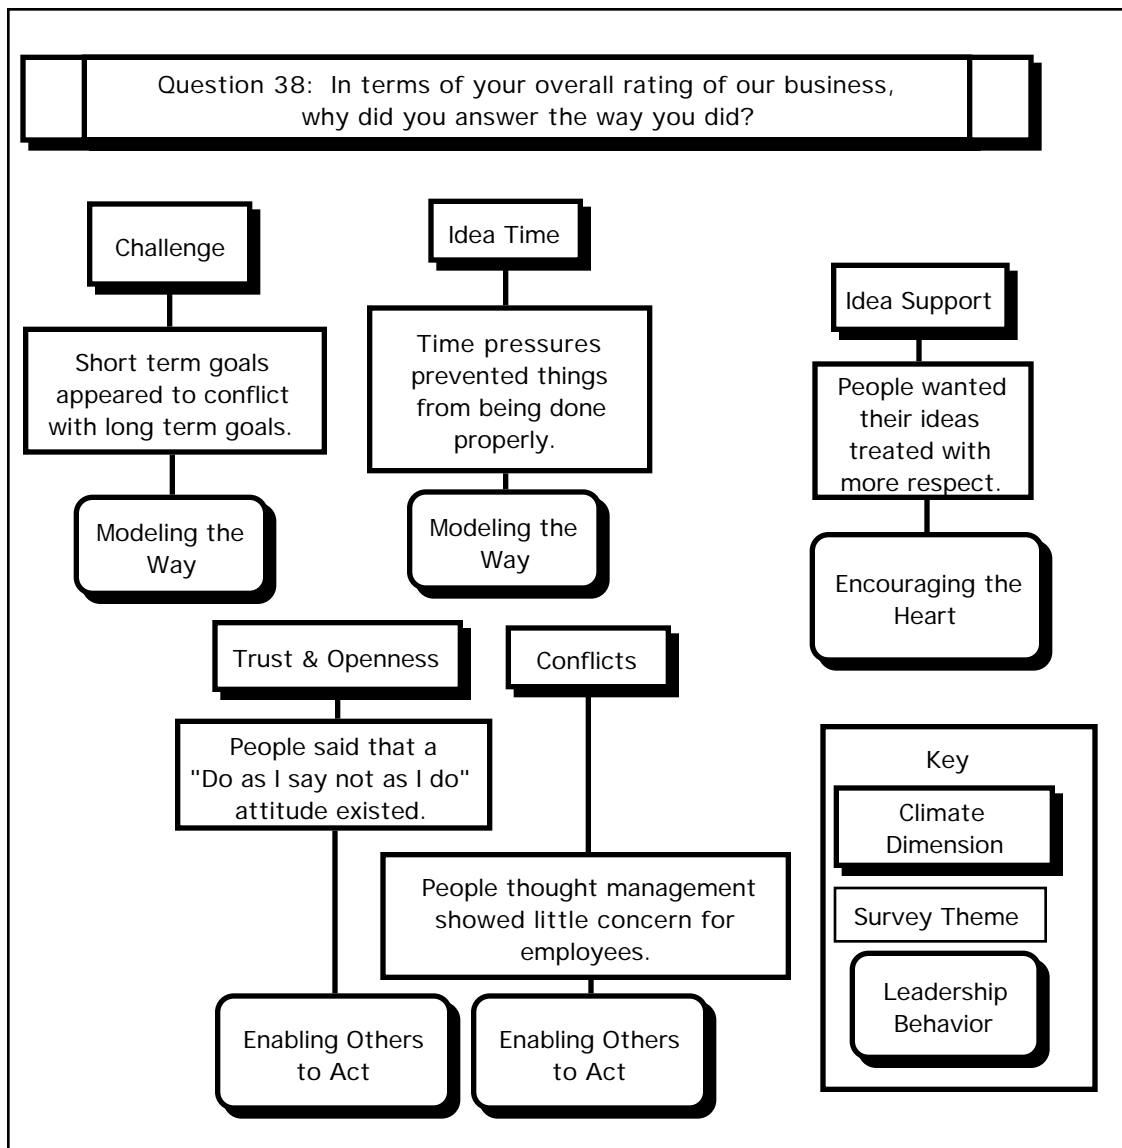 Question 38:  In terms of your overall rating of our business,
why did you answer the way you did?
Challenge
Short term goals
appeared to conflict
with long term goals.
Modeling the
Way
Idea Time
Time pressures
prevented things
from being done
properly.
Modeling the
Way
Idea Support
People wanted
their ideas
treated with
more respect.
Encouraging the
Heart
Trust & Openness
People said that a
"Do as I say not as I do"
attitude existed.
Enabling Others
to Act
Conflicts
People thought management
showed little concern for
employees.
Enabling Others
to Act
Key
Climate
Dimension
Survey Theme
Leadership
Behavior